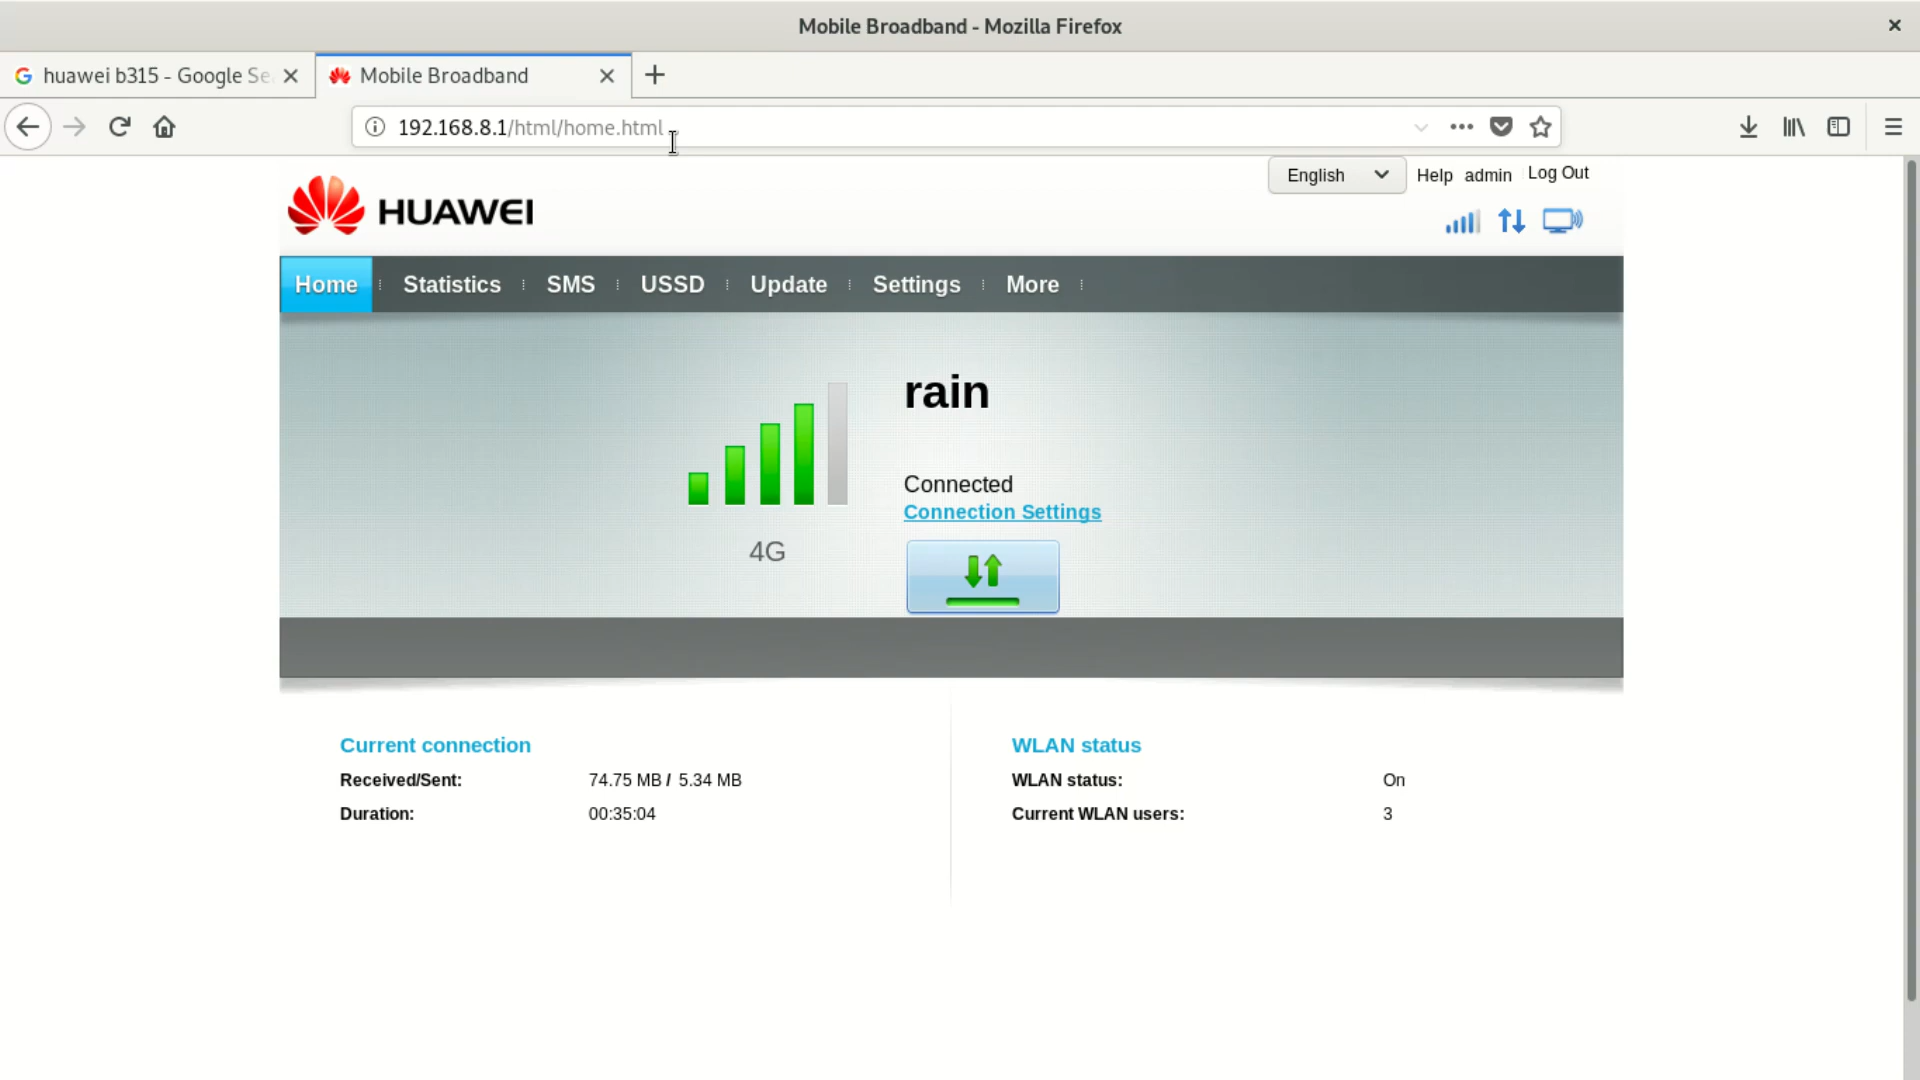 Mobile Broadband - Mozilla Firefox
huawei b315 - Google Se
Mobile Broadband
192.168.8.1/html/home.html
English Help admin Log Out
HUAWEI
Home Statistics SMS USSD Update Settings More
rain
Connected
Connection Settings
4G
Current connection
Received/Sent: 74.75 MB / 5.34 MB
Duration: 00:35:04
WLAN status
WLAN status: On
Current WLAN users: 3